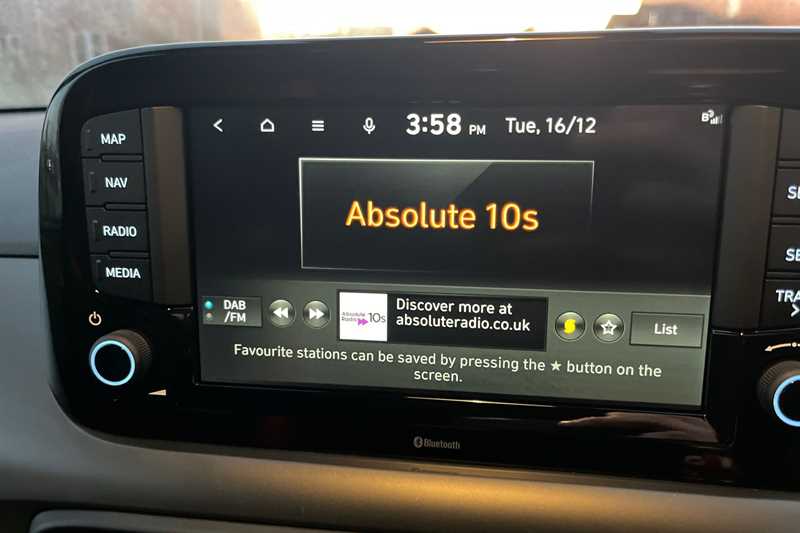 3:58 PM Tue, 16/12
MAP
NAV
RADIO
MEDIA
Absolute 10s
DAB
/FM
Absolute
Radio 10s
Discover more at
absoluteradio.co.uk
List
Favourite stations can be saved by pressing the ★ button on the
screen.
Bluetooth